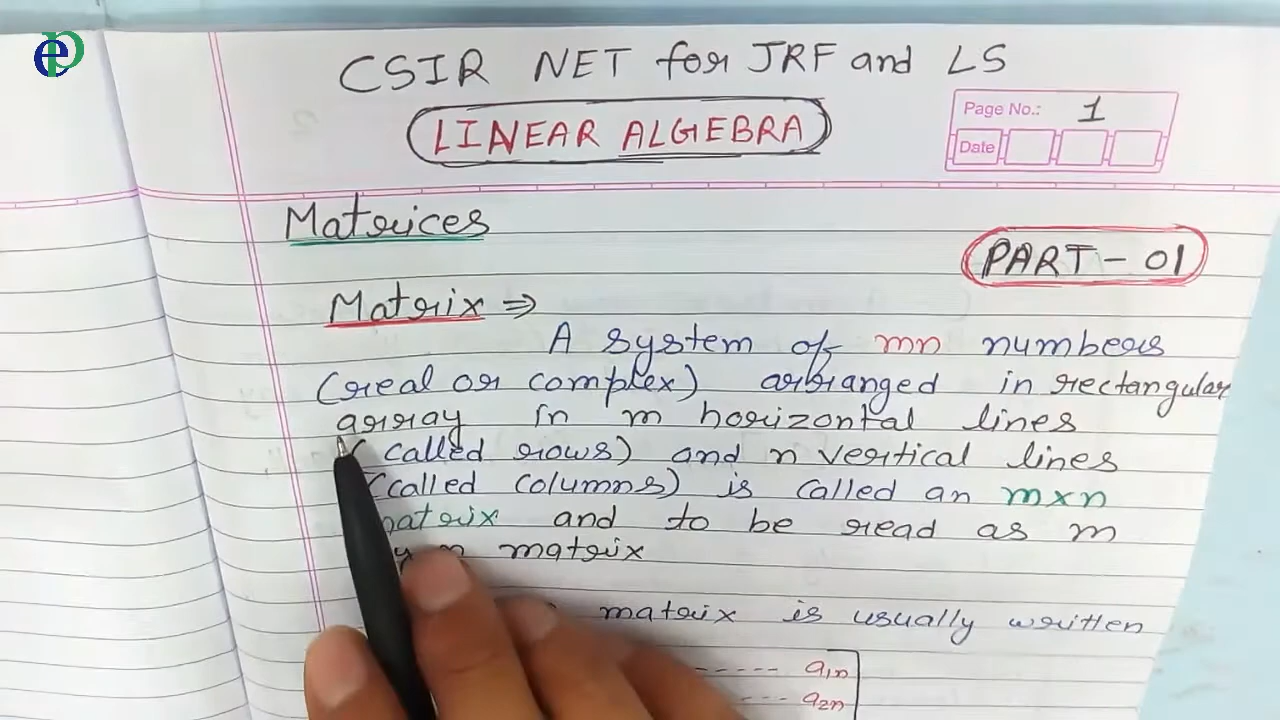 ep
CSIR NET for JRF and LS
LINEAR ALGEBRA
Page No.: 1
Date
Matrices
PART-01
Matrix ⇒
A system of mn numbers
(real or complex) arranged in rectangular
array in m horizontal lines
(called rows) and n vertical lines
(called columns) is called an m×n
matrix and to be read as m
n matrix
matrix is usually written
------ a1n
--- a2n